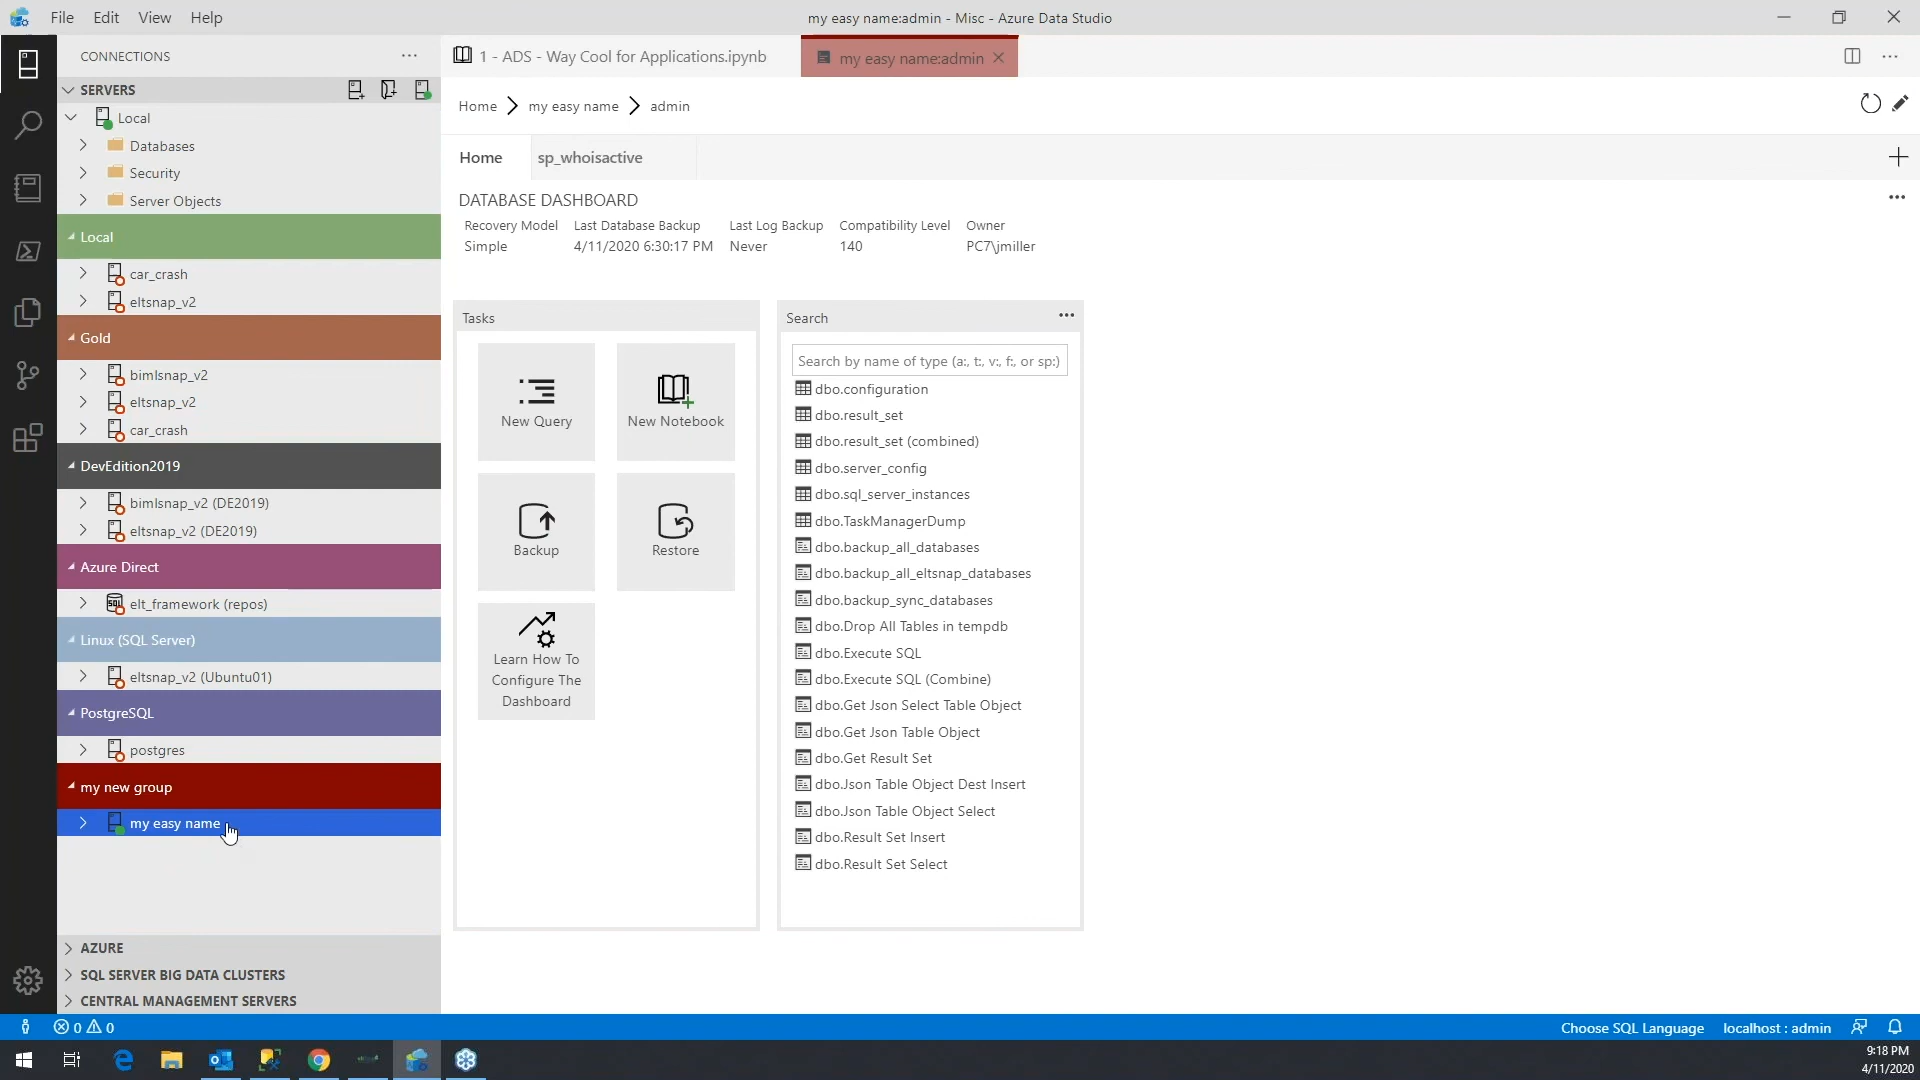 File Edit View Help
my easy name:admin - Misc - Azure Data Studio
CONNECTIONS
SERVERS
Local
Databases
Security
Server Objects
Local
car_crash
eltsnap_v2
Gold
bimlsnap_v2
eltsnap_v2
car_crash
DevEdition2019
bimlsnap_v2 (DE2019)
eltsnap_v2 (DE2019)
Azure Direct
elt_framework (repos)
Linux (SQL Server)
eltsnap_v2 (Ubuntu01)
PostgreSQL
postgres
my new group
my easy name
AZURE
SQL SERVER BIG DATA CLUSTERS
CENTRAL MANAGEMENT SERVERS
1 - ADS - Way Cool for Applications.ipynb
my easy name:admin
Home my easy name admin
Home sp_whoisactive
DATABASE DASHBOARD
Recovery Model Last Database Backup Last Log Backup Compatibility Level Owner
Simple 4/11/2020 6:30:17 PM Never 140 PC7\jmiller
Tasks
New Query
New Notebook
Backup
Restore
Learn How To
Configure The
Dashboard
Search
Search by name of type (a:, t:, v:, f:, or sp:)
dbo.configuration
dbo.result_set
dbo.result_set (combined)
dbo.server_config
dbo.sql_server_instances
dbo.TaskManagerDump
dbo.backup_all_databases
dbo.backup_all_eltsnap_databases
dbo.backup_sync_databases
dbo.Drop All Tables in tempdb
dbo.Execute SQL
dbo.Execute SQL (Combine)
dbo.Get Json Select Table Object
dbo.Get Json Table Object
dbo.Get Result Set
dbo.Json Table Object Dest Insert
dbo.Json Table Object Select
dbo.Result Set Insert
dbo.Result Set Select
0 0
Choose SQL Language localhost : admin
9:18 PM
4/11/2020